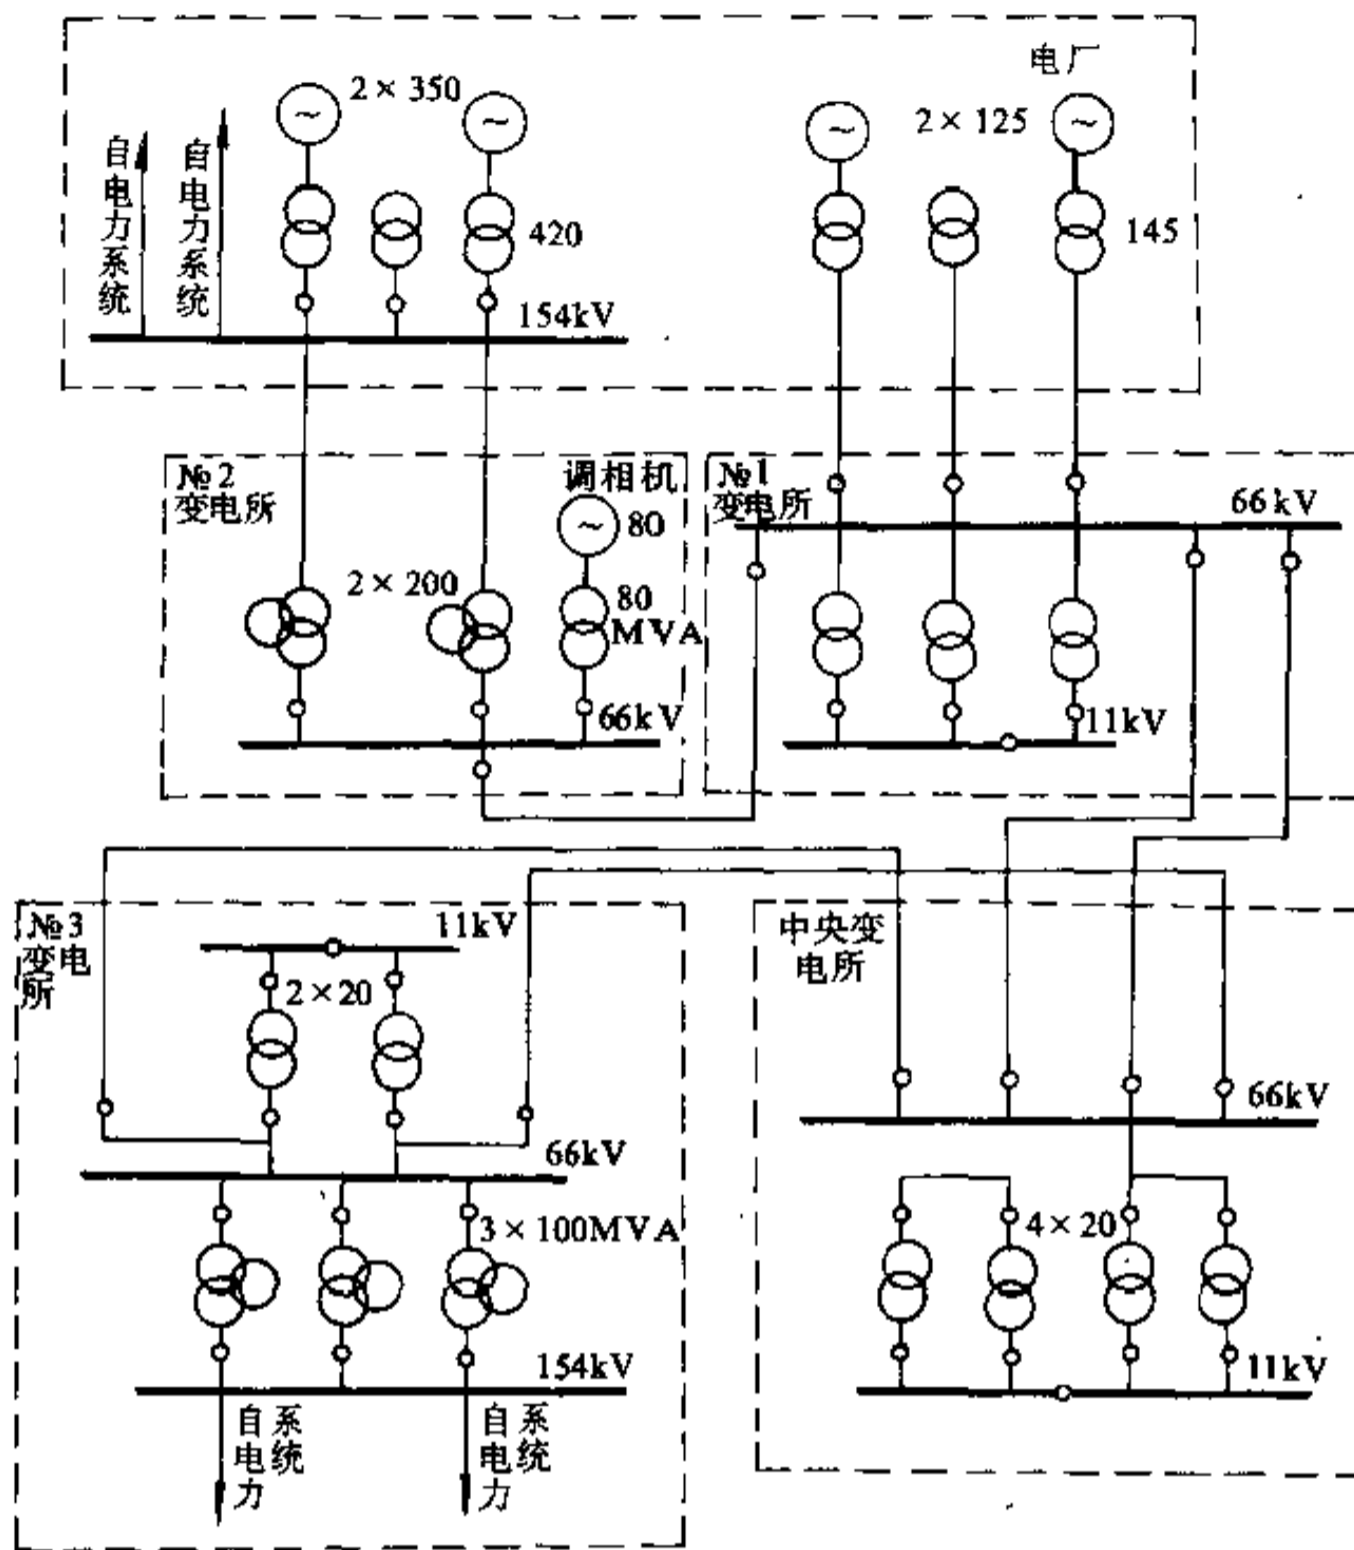 电厂
2×350
2×125
自电力系统
自电力系统
420
145
154kV
№2
变电所
调相机
80
2×200
80
MVA
66kV
№1
变电所
66kV
11kV
№3
变电所
11kV
2×20
66kV
3×100MVA
154kV
自电力系统
自电力系统
中央变
电所
66kV
4×20
11kV